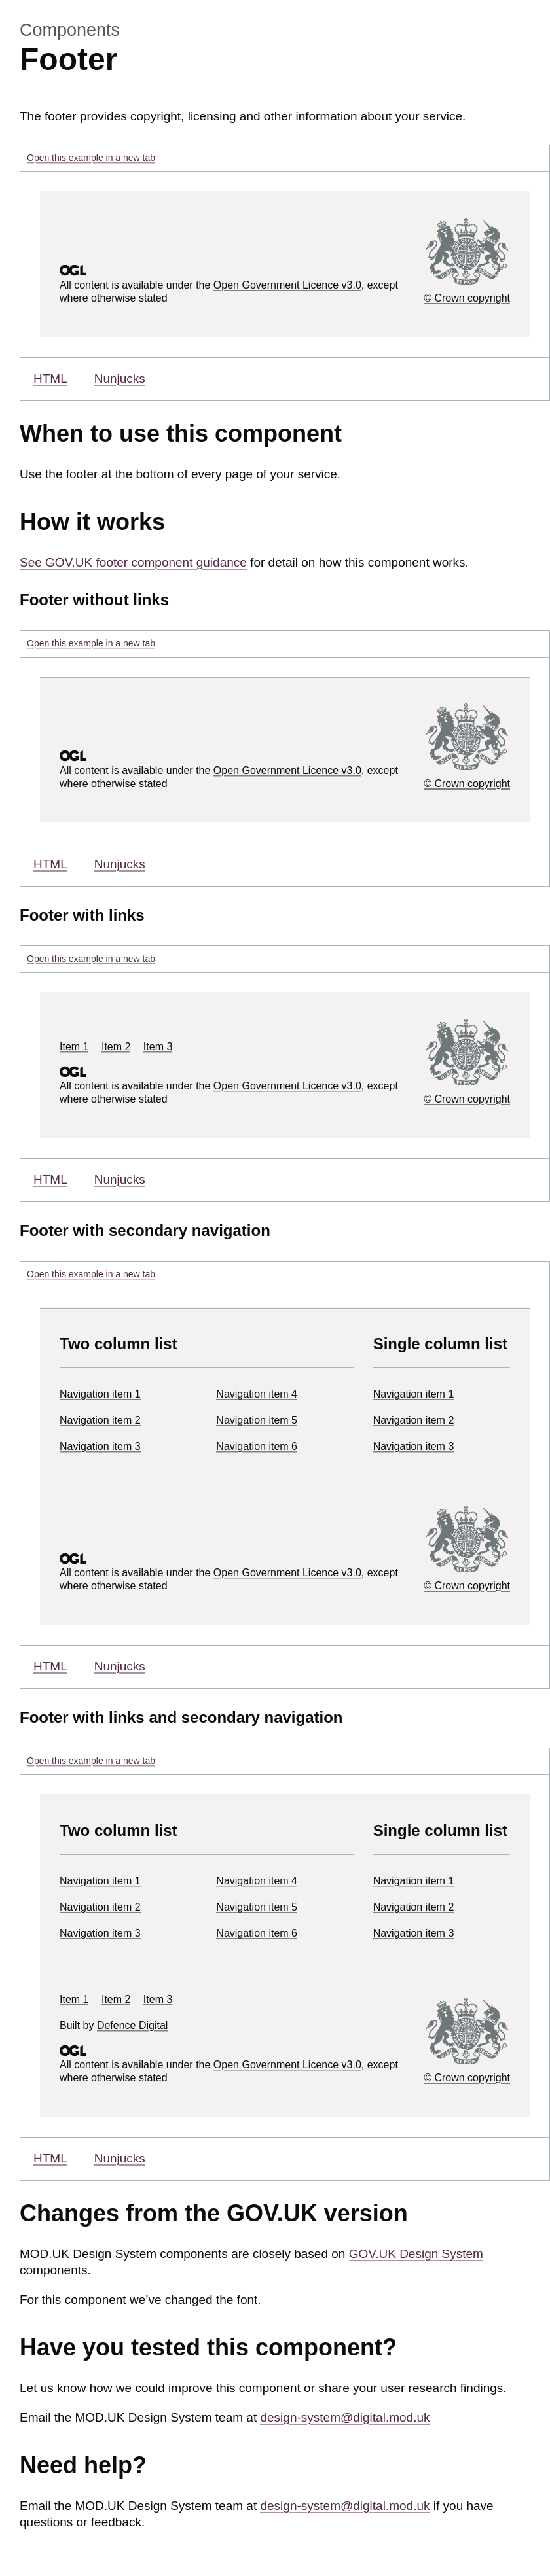 Components
Footer
The footer provides copyright, licensing and other information about your service.
Open this example in a new tab
OGL
All content is available under the Open Government Licence v3.0, except
where otherwise stated
© Crown copyright
HTML Nunjucks
When to use this component
Use the footer at the bottom of every page of your service.
How it works
See GOV.UK footer component guidance for detail on how this component works.
Footer without links
Open this example in a new tab
OGL
All content is available under the Open Government Licence v3.0, except
where otherwise stated
© Crown copyright
HTML Nunjucks
Footer with links
Open this example in a new tab
Item 1 Item 2 Item 3
OGL
All content is available under the Open Government Licence v3.0, except
where otherwise stated
© Crown copyright
HTML Nunjucks
Footer with secondary navigation
Open this example in a new tab
Two column list Single column list
Navigation item 1 Navigation item 4 Navigation item 1
Navigation item 2 Navigation item 5 Navigation item 2
Navigation item 3 Navigation item 6 Navigation item 3
OGL
All content is available under the Open Government Licence v3.0, except
where otherwise stated
© Crown copyright
HTML Nunjucks
Footer with links and secondary navigation
Open this example in a new tab
Two column list Single column list
Navigation item 1 Navigation item 4 Navigation item 1
Navigation item 2 Navigation item 5 Navigation item 2
Navigation item 3 Navigation item 6 Navigation item 3
Item 1 Item 2 Item 3
Built by Defence Digital
OGL
All content is available under the Open Government Licence v3.0, except
where otherwise stated
© Crown copyright
HTML Nunjucks
Changes from the GOV.UK version
MOD.UK Design System components are closely based on GOV.UK Design System
components.
For this component we’ve changed the font.
Have you tested this component?
Let us know how we could improve this component or share your user research findings.
Email the MOD.UK Design System team at design-system@digital.mod.uk
Need help?
Email the MOD.UK Design System team at design-system@digital.mod.uk if you have
questions or feedback.